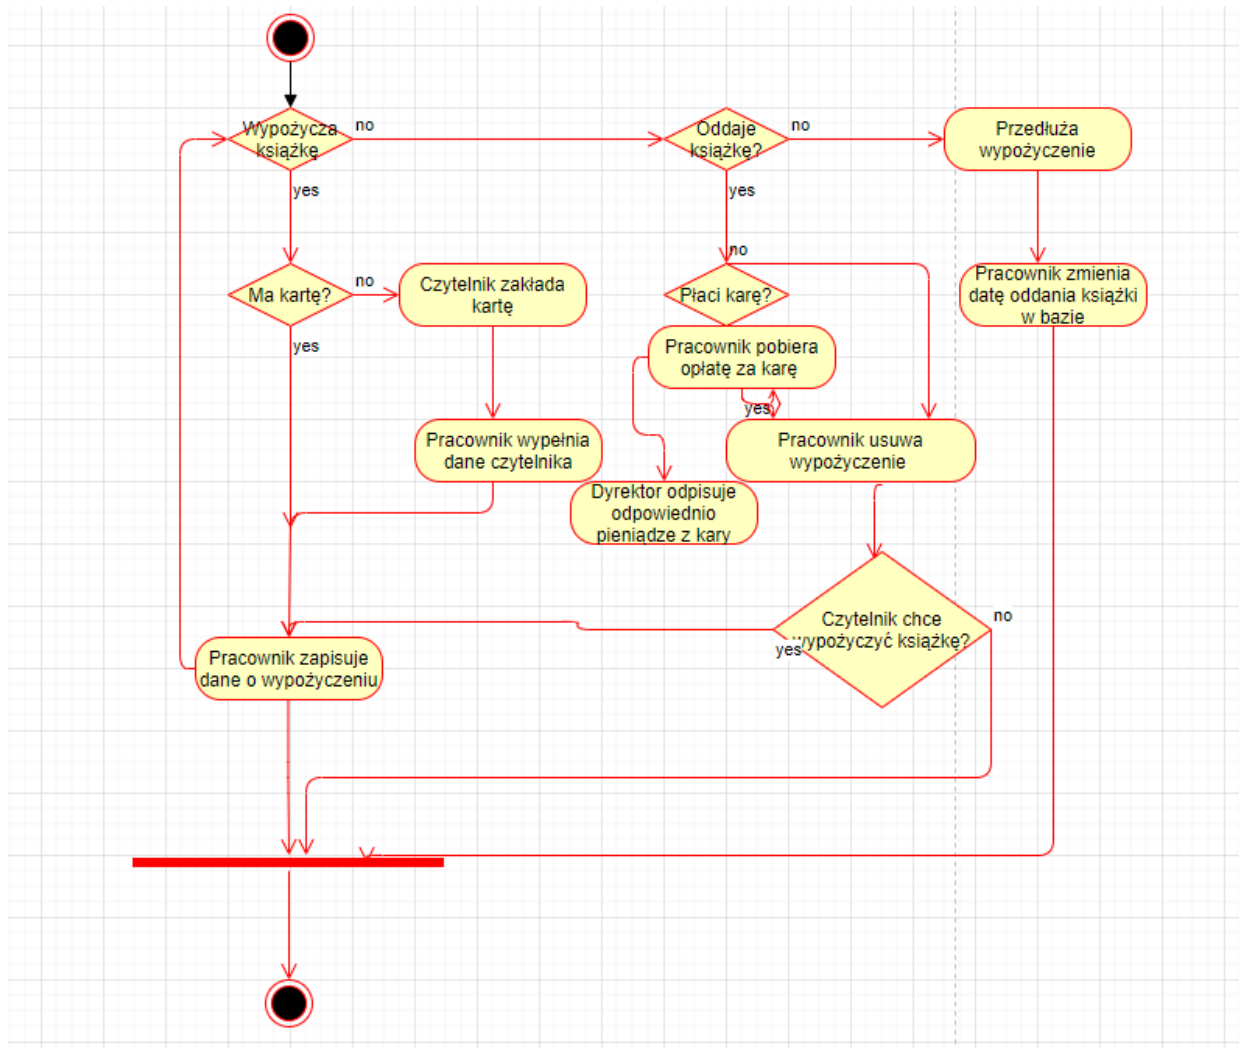 Wypożycza
książkę
no
Oddaje
książkę?
no
Przedłuża
wypożyczenie
yes
yes
no
Ma kartę?
no
Czytelnik zakłada
kartę
Płaci karę?
Pracownik zmienia
datę oddania książki
w bazie
yes
Pracownik pobiera
opłatę za karę
yes
Pracownik wypełnia
dane czytelnika
Pracownik usuwa
wypożyczenie
Dyrektor odpisuje
odpowiednio
pieniądze z kary
Czytelnik chce
wypożyczyć książkę?
no
yes
Pracownik zapisuje
dane o wypożyczeniu